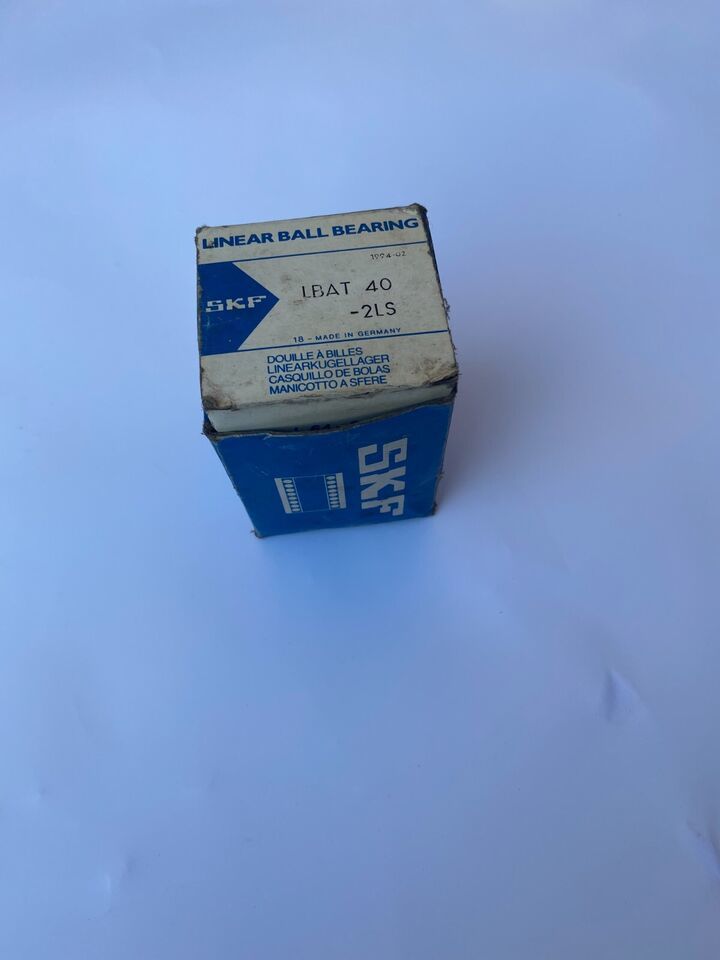 LINEAR BALL BEARING
1994-02
SKF
LBAT 40
-2LS
18 - MADE IN GERMANY
DOUILLE À BILLES
LINEARKUGELLAGER
CASQUILLO DE BOLAS
MANICOTTO A SFERE
SKF